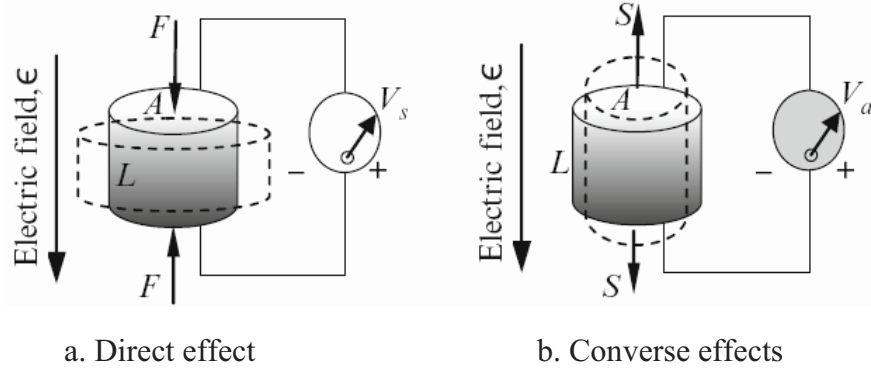 Electric field, ϵ
F
A
L
F
V_s
−
+
a. Direct effect
Electric field, ϵ
S
A
L
S
V_a
−
+
b. Converse effects